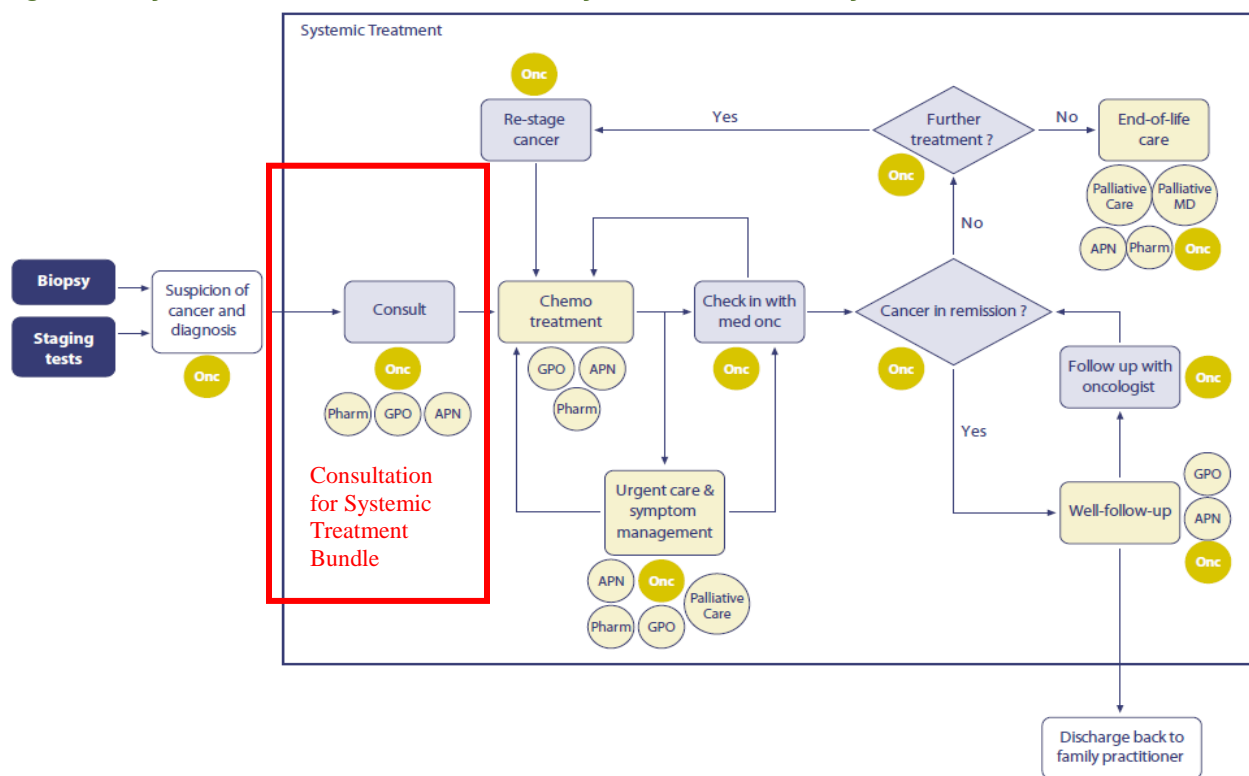 Systemic Treatment
Onc
Re-stage
cancer
Yes
Further
treatment ?
No
End-of-life
care
Onc
Palliative
Care
Palliative
MD
APN
Pharm
Onc
No
Biopsy
Staging
tests
Suspicion of
cancer and
diagnosis
Onc
Consult
Onc
Pharm
GPO
APN
Consultation
for Systemic
Treatment
Bundle
Chemo
treatment
GPO
APN
Pharm
Check in with
med onc
Onc
Cancer in remission ?
Onc
Yes
Follow up with
oncologist
Onc
Urgent care &
symptom
management
APN
Onc
Palliative
Care
Pharm
GPO
Well-follow-up
GPO
APN
Onc
Discharge back to
family practitioner